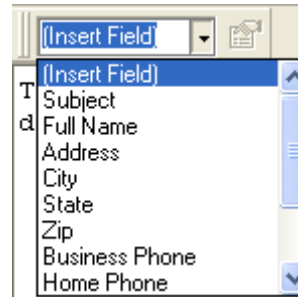 (Insert Field)
(Insert Field)
T
Subject
d
Full Name
Address
City
State
Zip
Business Phone
Home Phone